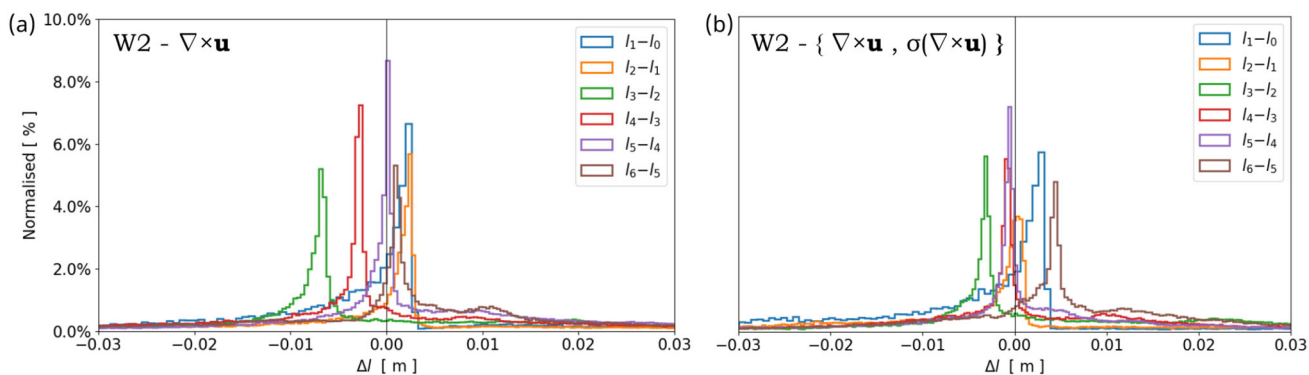 (a)
W2 - ∇×u
10.0%
8.0%
6.0%
4.0%
2.0%
0.0%
Normalised [ % ]
l₁−l₀
l₂−l₁
l₃−l₂
l₄−l₃
l₅−l₄
l₆−l₅
−0.03
−0.02
−0.01
0.00
0.01
0.02
0.03
Δl [ m ]
(b)
W2 - { ∇×u , σ(∇×u) }
l₁−l₀
l₂−l₁
l₃−l₂
l₄−l₃
l₅−l₄
l₆−l₅
−0.03
−0.02
−0.01
0.00
0.01
0.02
0.03
Δl [ m ]